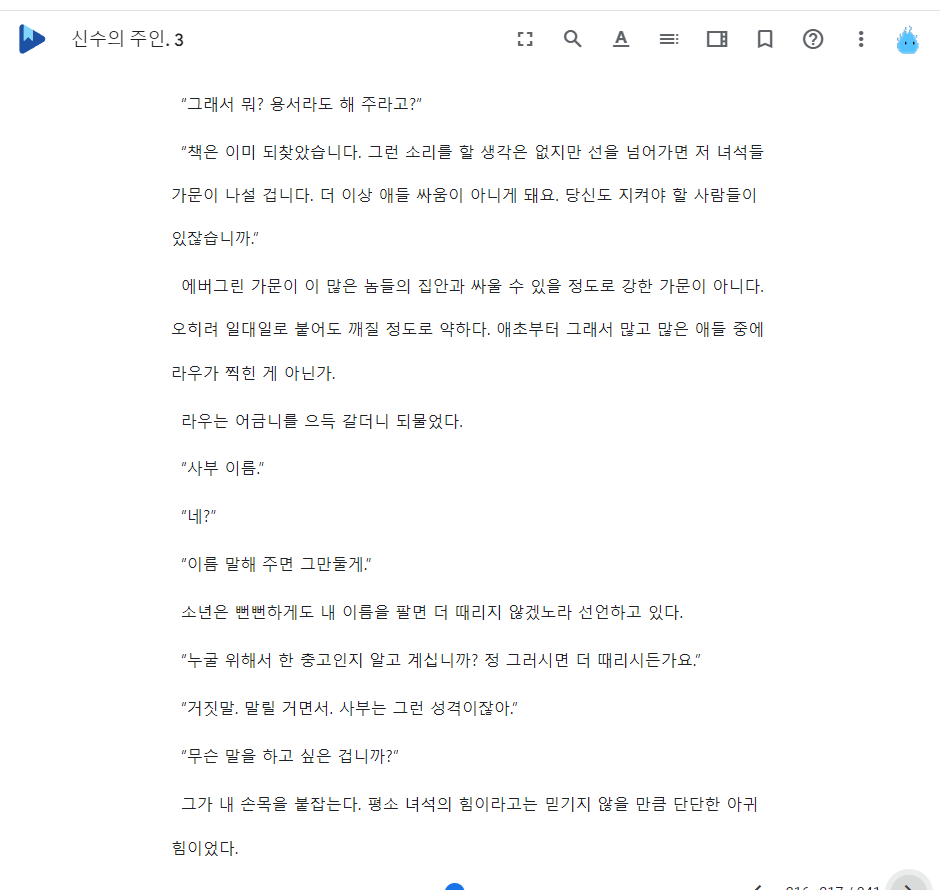 신수의 주인. 3
“그래서 뭐? 용서라도 해 주라고?”
“책은 이미 되찾았습니다. 그런 소리를 할 생각은 없지만 선을 넘어가면 저 녀석들
가문이 나설 겁니다. 더 이상 애들 싸움이 아니게 돼요. 당신도 지켜야 할 사람들이
있잖습니까.”
에버그린 가문이 이 많은 놈들의 집안과 싸울 수 있을 정도로 강한 가문이 아니다.
오히려 일대일로 붙어도 깨질 정도로 약하다. 애초부터 그래서 많고 많은 애들 중에
라우가 찍힌 게 아닌가.
라우는 어금니를 으득 갈더니 되물었다.
“사부 이름.”
“네?”
“이름 말해 주면 그만둘게.”
소년은 뻔뻔하게도 내 이름을 팔면 더 때리지 않겠노라 선언하고 있다.
“누굴 위해서 한 충고인지 알고 계십니까? 정 그러시면 더 때리시든가요.”
“거짓말. 말릴 거면서. 사부는 그런 성격이잖아.”
“무슨 말을 하고 싶은 겁니까?”
그가 내 손목을 붙잡는다. 평소 녀석의 힘이라고는 믿기지 않을 만큼 단단한 아귀
힘이었다.